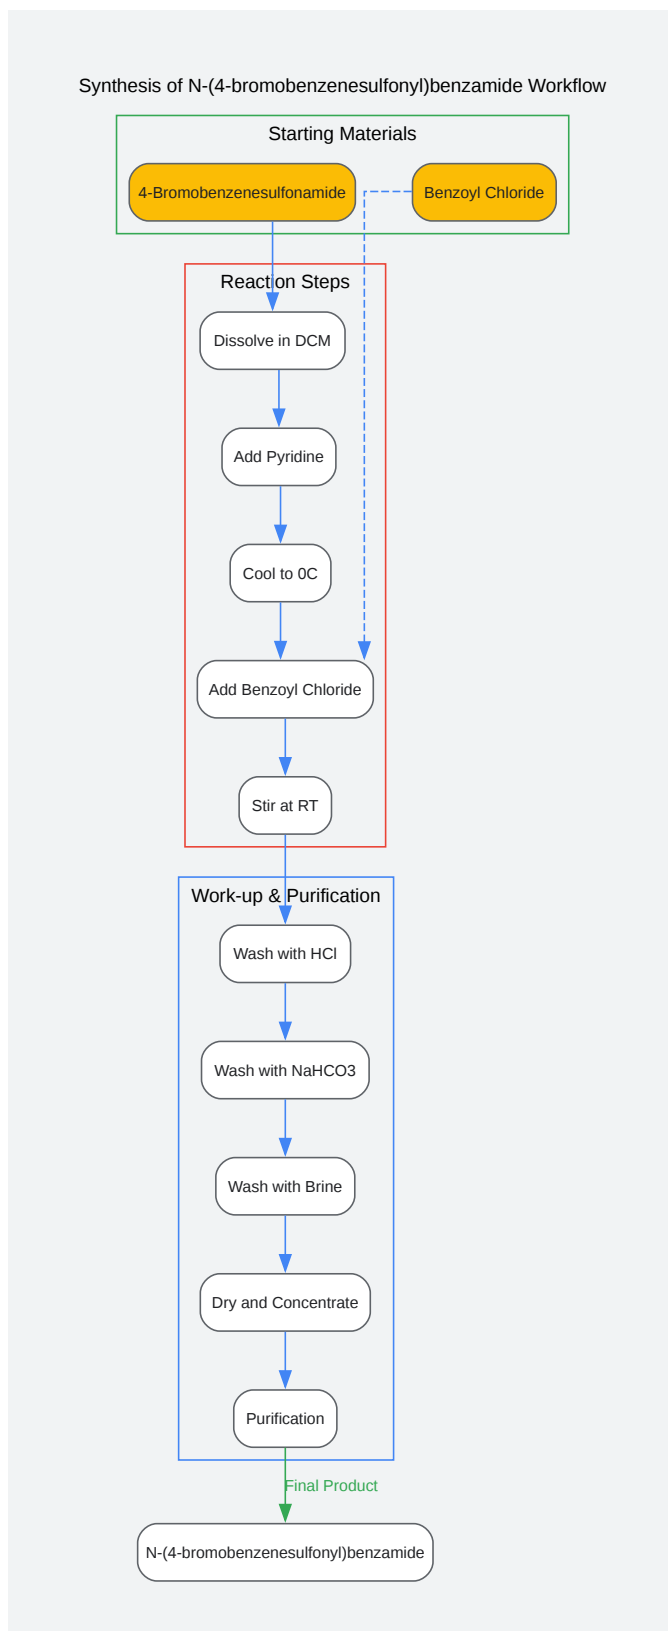 Synthesis of N-(4-bromobenzenesulfonyl)benzamide Workflow
Starting Materials
4-Bromobenzenesulfonamide
Benzoyl Chloride
Reaction Steps
Dissolve in DCM
Add Pyridine
Cool to 0C
Add Benzoyl Chloride
Stir at RT
Work-up & Purification
Wash with HCl
Wash with NaHCO3
Wash with Brine
Dry and Concentrate
Purification
Final Product
N-(4-bromobenzenesulfonyl)benzamide